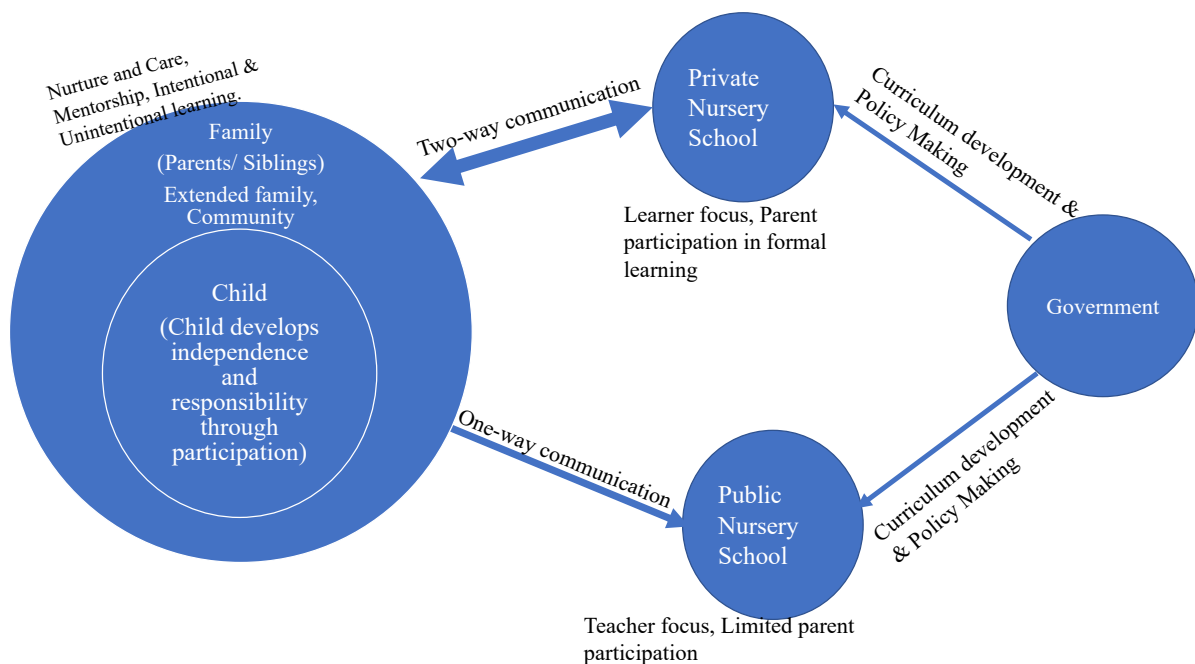 Nurture and Care,
Mentorship, Intentional &
Unintentional learning.
Family
(Parents/ Siblings)
Extended family,
Community
Child
(Child develops
independence
and
responsibility
through
participation)
Two-way communication
One-way communication
Private
Nursery
School
Learner focus, Parent
participation in formal
learning
Curriculum development &
Policy Making
Government
Curriculum development
& Policy Making
Public
Nursery
School
Teacher focus, Limited parent
participation